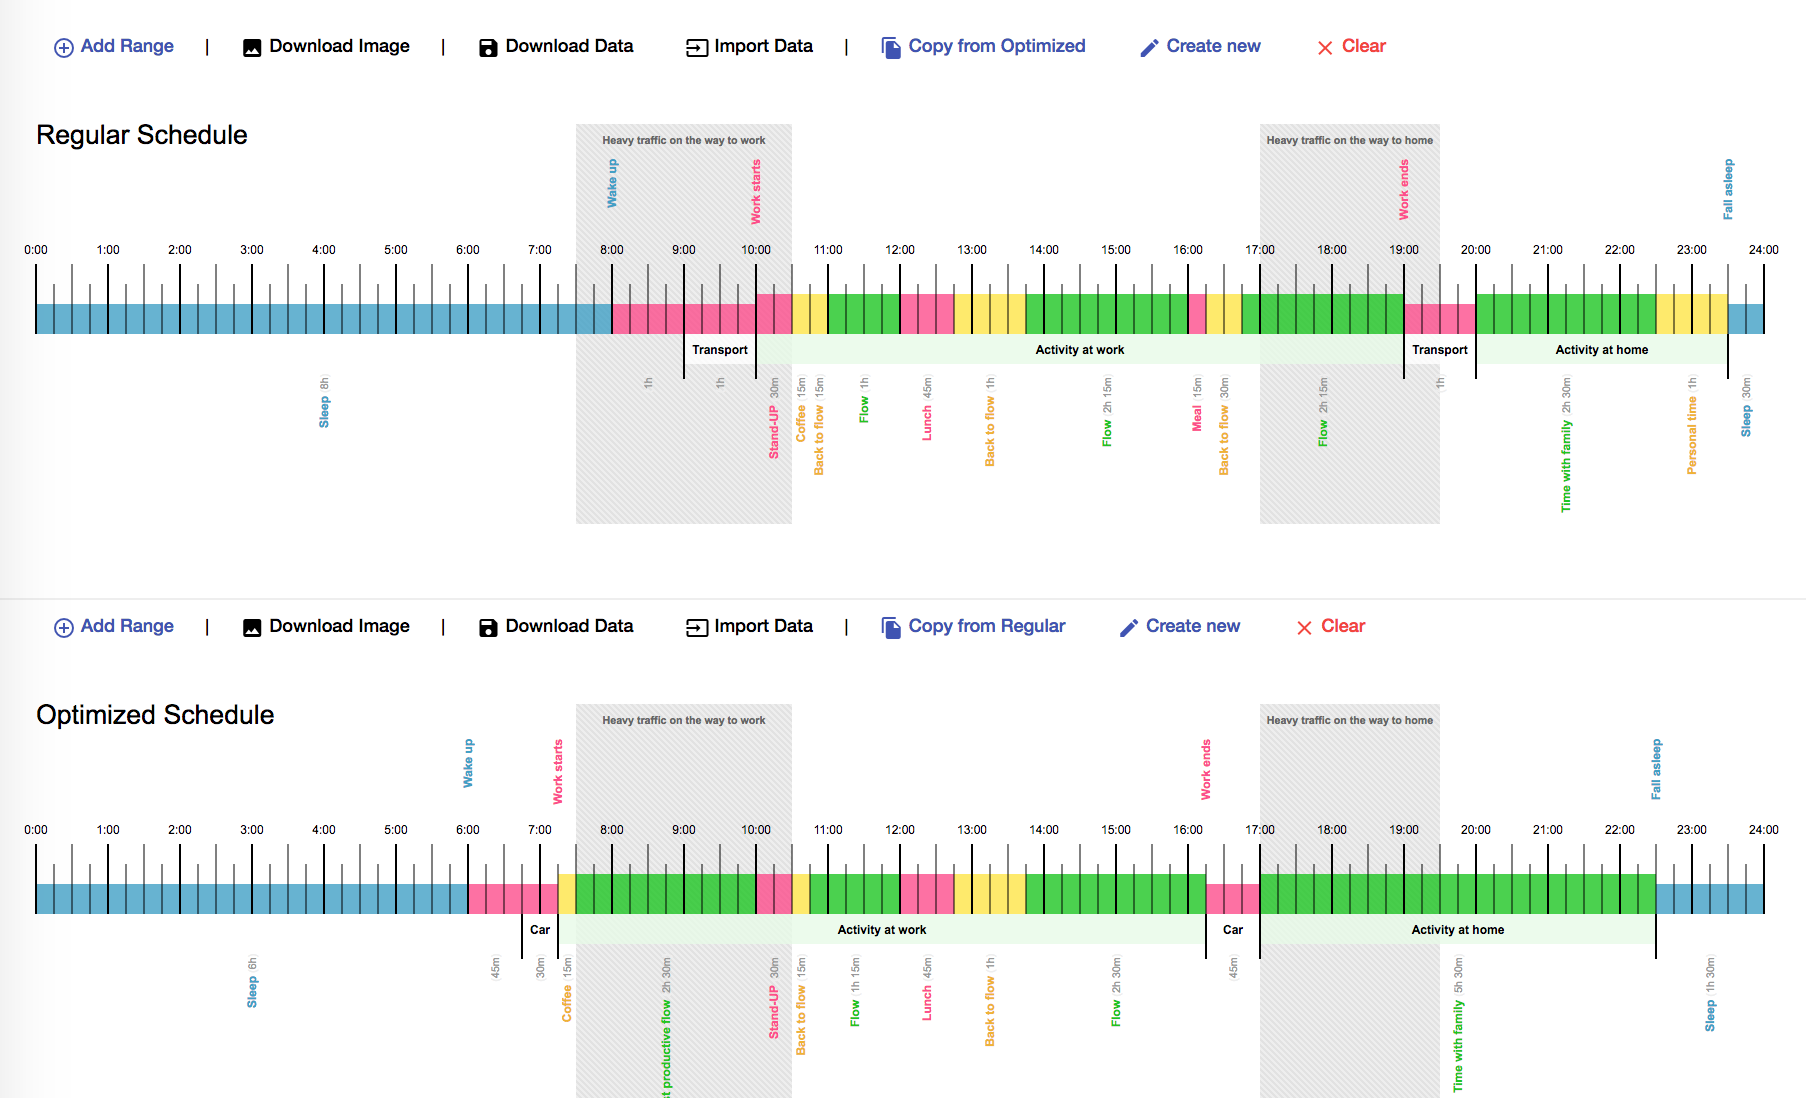 Add Range | Download Image | Download Data Import Data | Copy from Optimized Create new Clear
Regular Schedule
Heavy traffic on the way to work
Heavy traffic on the way to home
Wake up
Work starts
Work ends
Fall asleep
0:00 1:00 2:00 3:00 4:00 5:00 6:00 7:00 8:00 9:00 10:00 11:00 12:00 13:00 14:00 15:00 16:00 17:00 18:00 19:00 20:00 21:00 22:00 23:00 24:00
Transport
Activity at work
Transport
Activity at home
Sleep (8h)
1h
1h
Stand-UP 30m
Coffee (15m)
Back to flow (15m)
Flow (1h)
Lunch (45m)
Back to flow (1h)
Flow 2h 15m
Meal (15m)
Back to flow (30m)
Flow 2h 15m
1h
Time with family (2h 30m)
Personal time (1h)
Sleep (30m)
Add Range | Download Image | Download Data Import Data | Copy from Regular Create new Clear
Optimized Schedule
Heavy traffic on the way to work
Heavy traffic on the way to home
Wake up
Work starts
Work ends
Fall asleep
0:00 1:00 2:00 3:00 4:00 5:00 6:00 7:00 8:00 9:00 10:00 11:00 12:00 13:00 14:00 15:00 16:00 17:00 18:00 19:00 20:00 21:00 22:00 23:00 24:00
Car
Activity at work
Car
Activity at home
Sleep (6h)
(45m)
(30m)
Coffee (15m)
productive flow 2h 30m
Stand-UP 30m
Back to flow (15m)
Flow (1h 15m)
Lunch (45m)
Back to flow (1h)
Flow (2h 30m)
(45m)
Time with family (5h 30m)
Sleep (1h 30m)